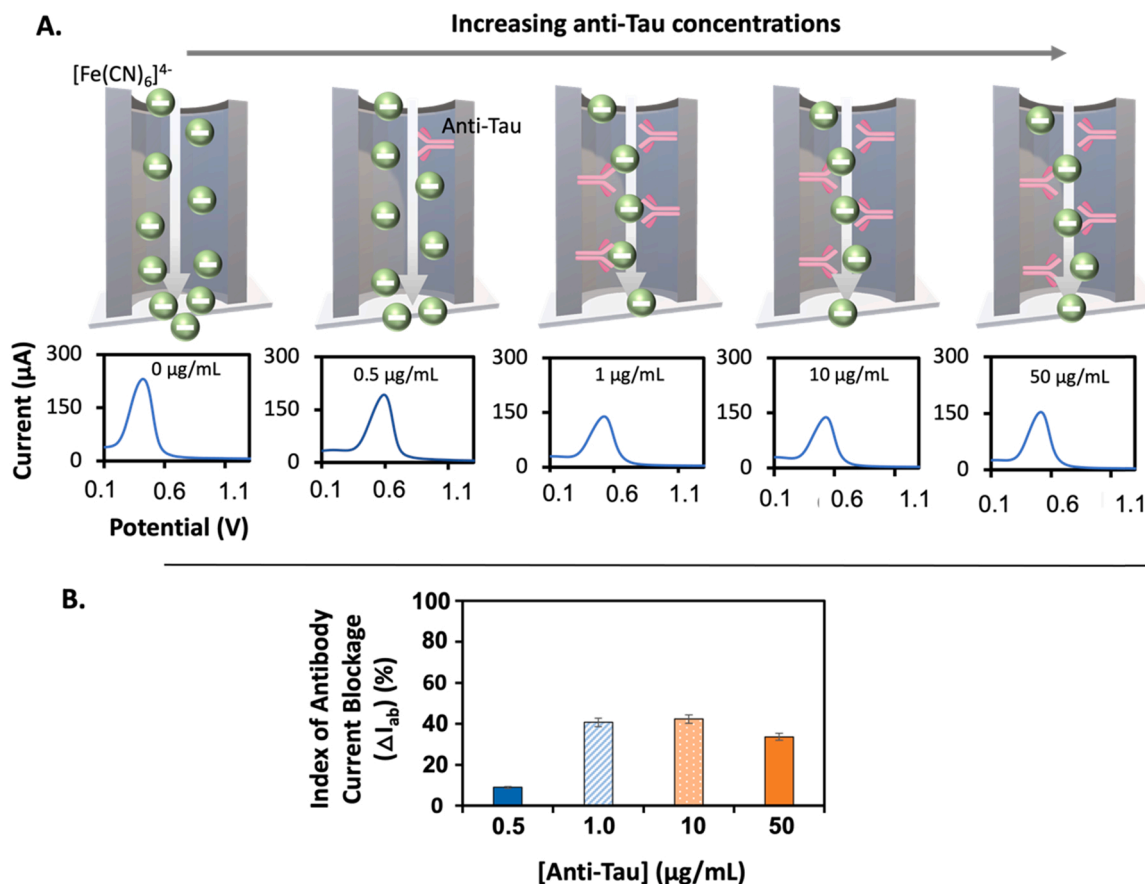 A.
Increasing anti-Tau concentrations
[Fe(CN)₆]⁴⁻
Anti-Tau
Current (µA)
300
150
0
0 µg/mL
0.1 0.6 1.1
300
150
0
0.5 µg/mL
0.1 0.6 1.1
300
150
0
1 µg/mL
0.1 0.6 1.1
300
150
0
10 µg/mL
0.1 0.6 1.1
300
150
0
50 µg/mL
0.1 0.6 1.1
Potential (V)
B.
Index of Antibody
Current Blockage
(ΔI_ab) (%)
100
80
60
40
20
0
0.5 1.0 10 50
[Anti-Tau] (µg/mL)